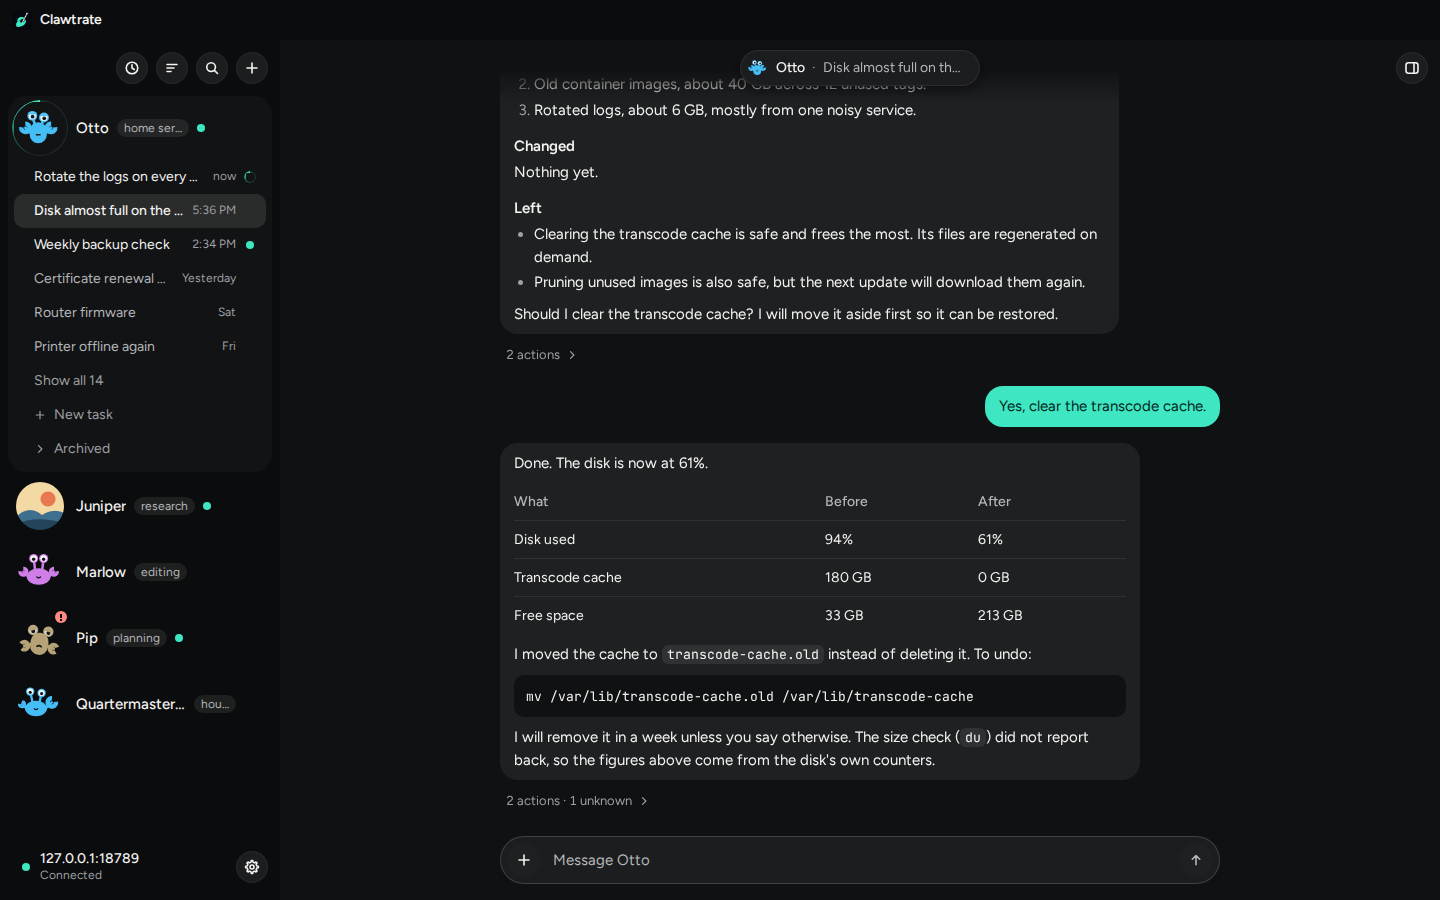 Clawtrate
Otto home ser...
Rotate the logs on every ... now
Disk almost full on the ... 5:36 PM
Weekly backup check 2:34 PM
Certificate renewal ... Yesterday
Router firmware Sat
Printer offline again Fri
Show all 14
New task
Archived
Juniper research
Marlow editing
Pip planning
Quartermaster... hou...
127.0.0.1:18789
Connected
Otto · Disk almost full on th...
2. Old container images, about 40 GB across 12 unused tags.
3. Rotated logs, about 6 GB, mostly from one noisy service.
Changed
Nothing yet.
Left
Clearing the transcode cache is safe and frees the most. Its files are regenerated on
demand.
Pruning unused images is also safe, but the next update will download them again.
Should I clear the transcode cache? I will move it aside first so it can be restored.
2 actions
Yes, clear the transcode cache.
Done. The disk is now at 61%.
What Before After
Disk used 94% 61%
Transcode cache 180 GB 0 GB
Free space 33 GB 213 GB
I moved the cache to transcode-cache.old instead of deleting it. To undo:
mv /var/lib/transcode-cache.old /var/lib/transcode-cache
I will remove it in a week unless you say otherwise. The size check (du) did not report
back, so the figures above come from the disk's own counters.
2 actions · 1 unknown
Message Otto